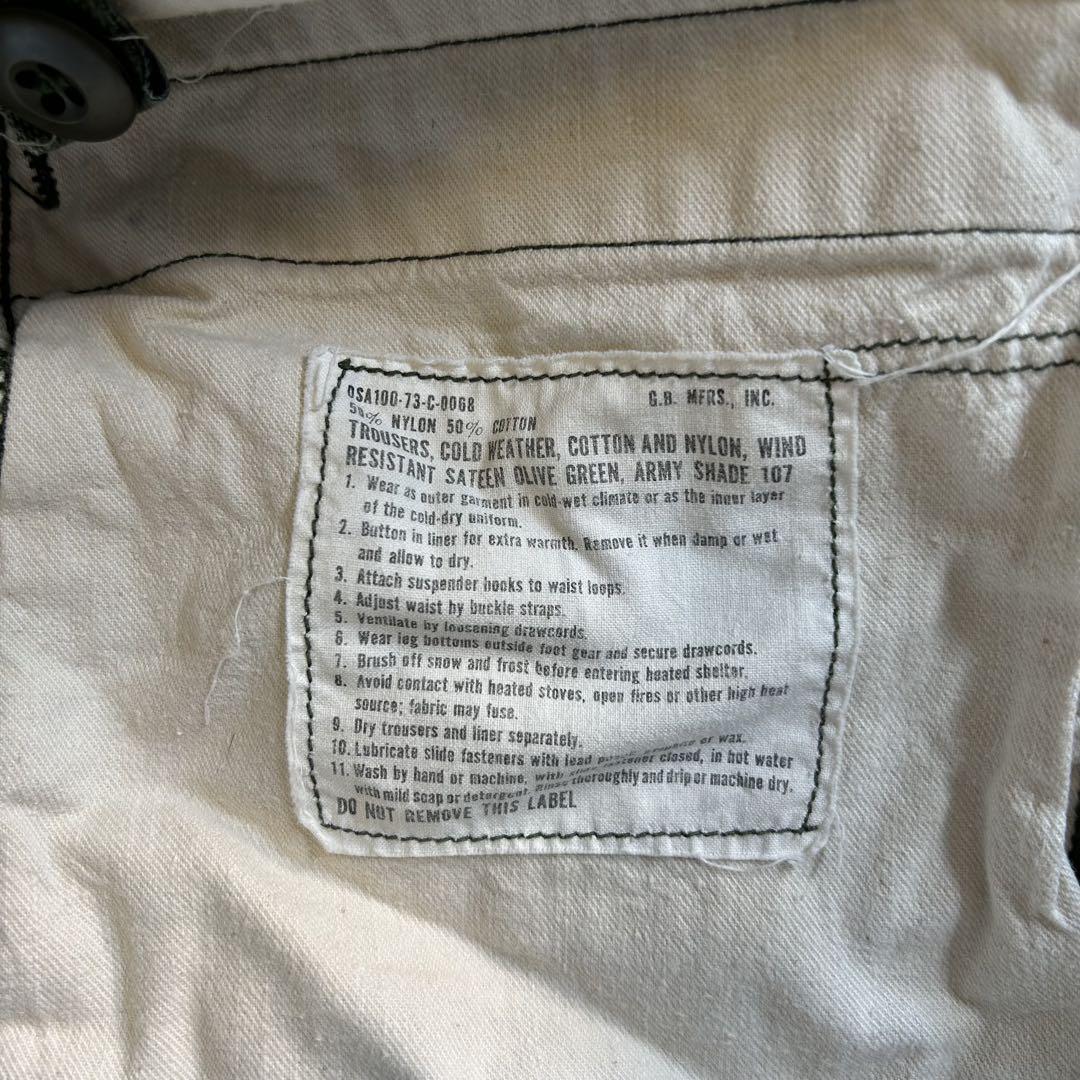 DSA100-73-C-0068 G.B. MFRS., INC.
50% NYLON 50% COTTON
TROUSERS, COLD WEATHER, COTTON AND NYLON, WIND
RESISTANT SATEEN OLIVE GREEN, ARMY SHADE 107
1. Wear as outer garment in cold-wet climate or as the inner layer
of the cold-dry uniform.
2. Button in liner for extra warmth. Remove it when damp or wet
and allow to dry.
3. Attach suspender hooks to waist loops.
4. Adjust waist by buckle straps.
5. Ventilate by loosening drawcords.
6. Wear leg bottoms outside foot gear and secure drawcords.
7. Brush off snow and frost before entering heated shelter.
8. Avoid contact with heated stoves, open fires or other high heat
source; fabric may fuse.
9. Dry trousers and liner separately.
10. Lubricate slide fasteners with lead or wax.
11. Wash by hand or machine, with slide fastener closed, in hot water
with mild soap or detergent. Rinse thoroughly and drip or machine dry.
DO NOT REMOVE THIS LABEL